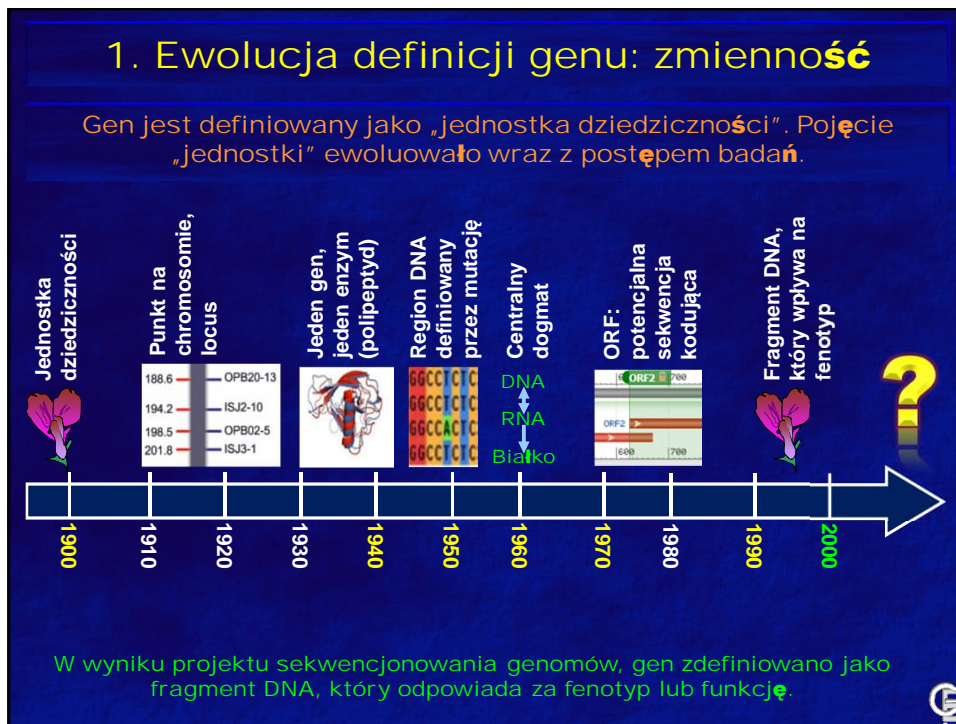 1. Ewolucja definicji genu: zmienność
Gen jest definiowany jako „jednostka dziedziczności”. Pojęcie
„jednostki” ewoluowało wraz z postępem badań.
Jednostka
dziedziczności
Punkt na
chromosomie,
locus
Jeden gen,
jeden enzym
(polipeptyd)
Region DNA
definiowany
przez mutację
Centralny
dogmat
ORF:
potencjalna
sekwencja
kodująca
Fragment DNA,
który wpływa na
fenotyp
188.6 OPB20-13
194.2 ISJ2-10
198.5 OPB02-5
201.8 ISJ3-1
GGCCTCTC
GGCCTCTC
GGCCACTC
GGCCTCTC
DNA
RNA
Białko
ORF2 700
ORF2
600 700
?
1900
1910
1920
1930
1940
1950
1960
1970
1980
1990
2000
W wyniku projektu sekwencjonowania genomów, gen zdefiniowano jako
fragment DNA, który odpowiada za fenotyp lub funkcję.